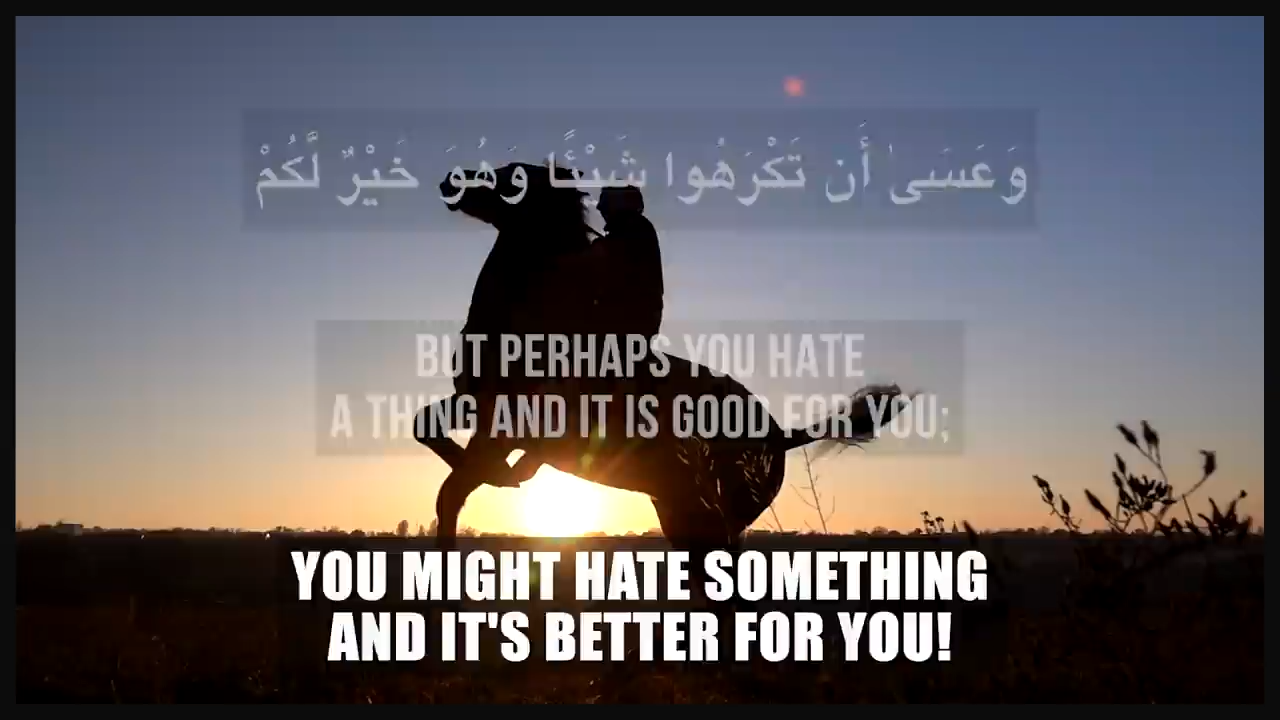 وَعَسَىٰ أَن تَكْرَهُوا شَيْئًا وَهُوَ خَيْرٌ لَّكُمْ
BUT PERHAPS YOU HATE
A THING AND IT IS GOOD FOR YOU;
YOU MIGHT HATE SOMETHING
AND IT'S BETTER FOR YOU!